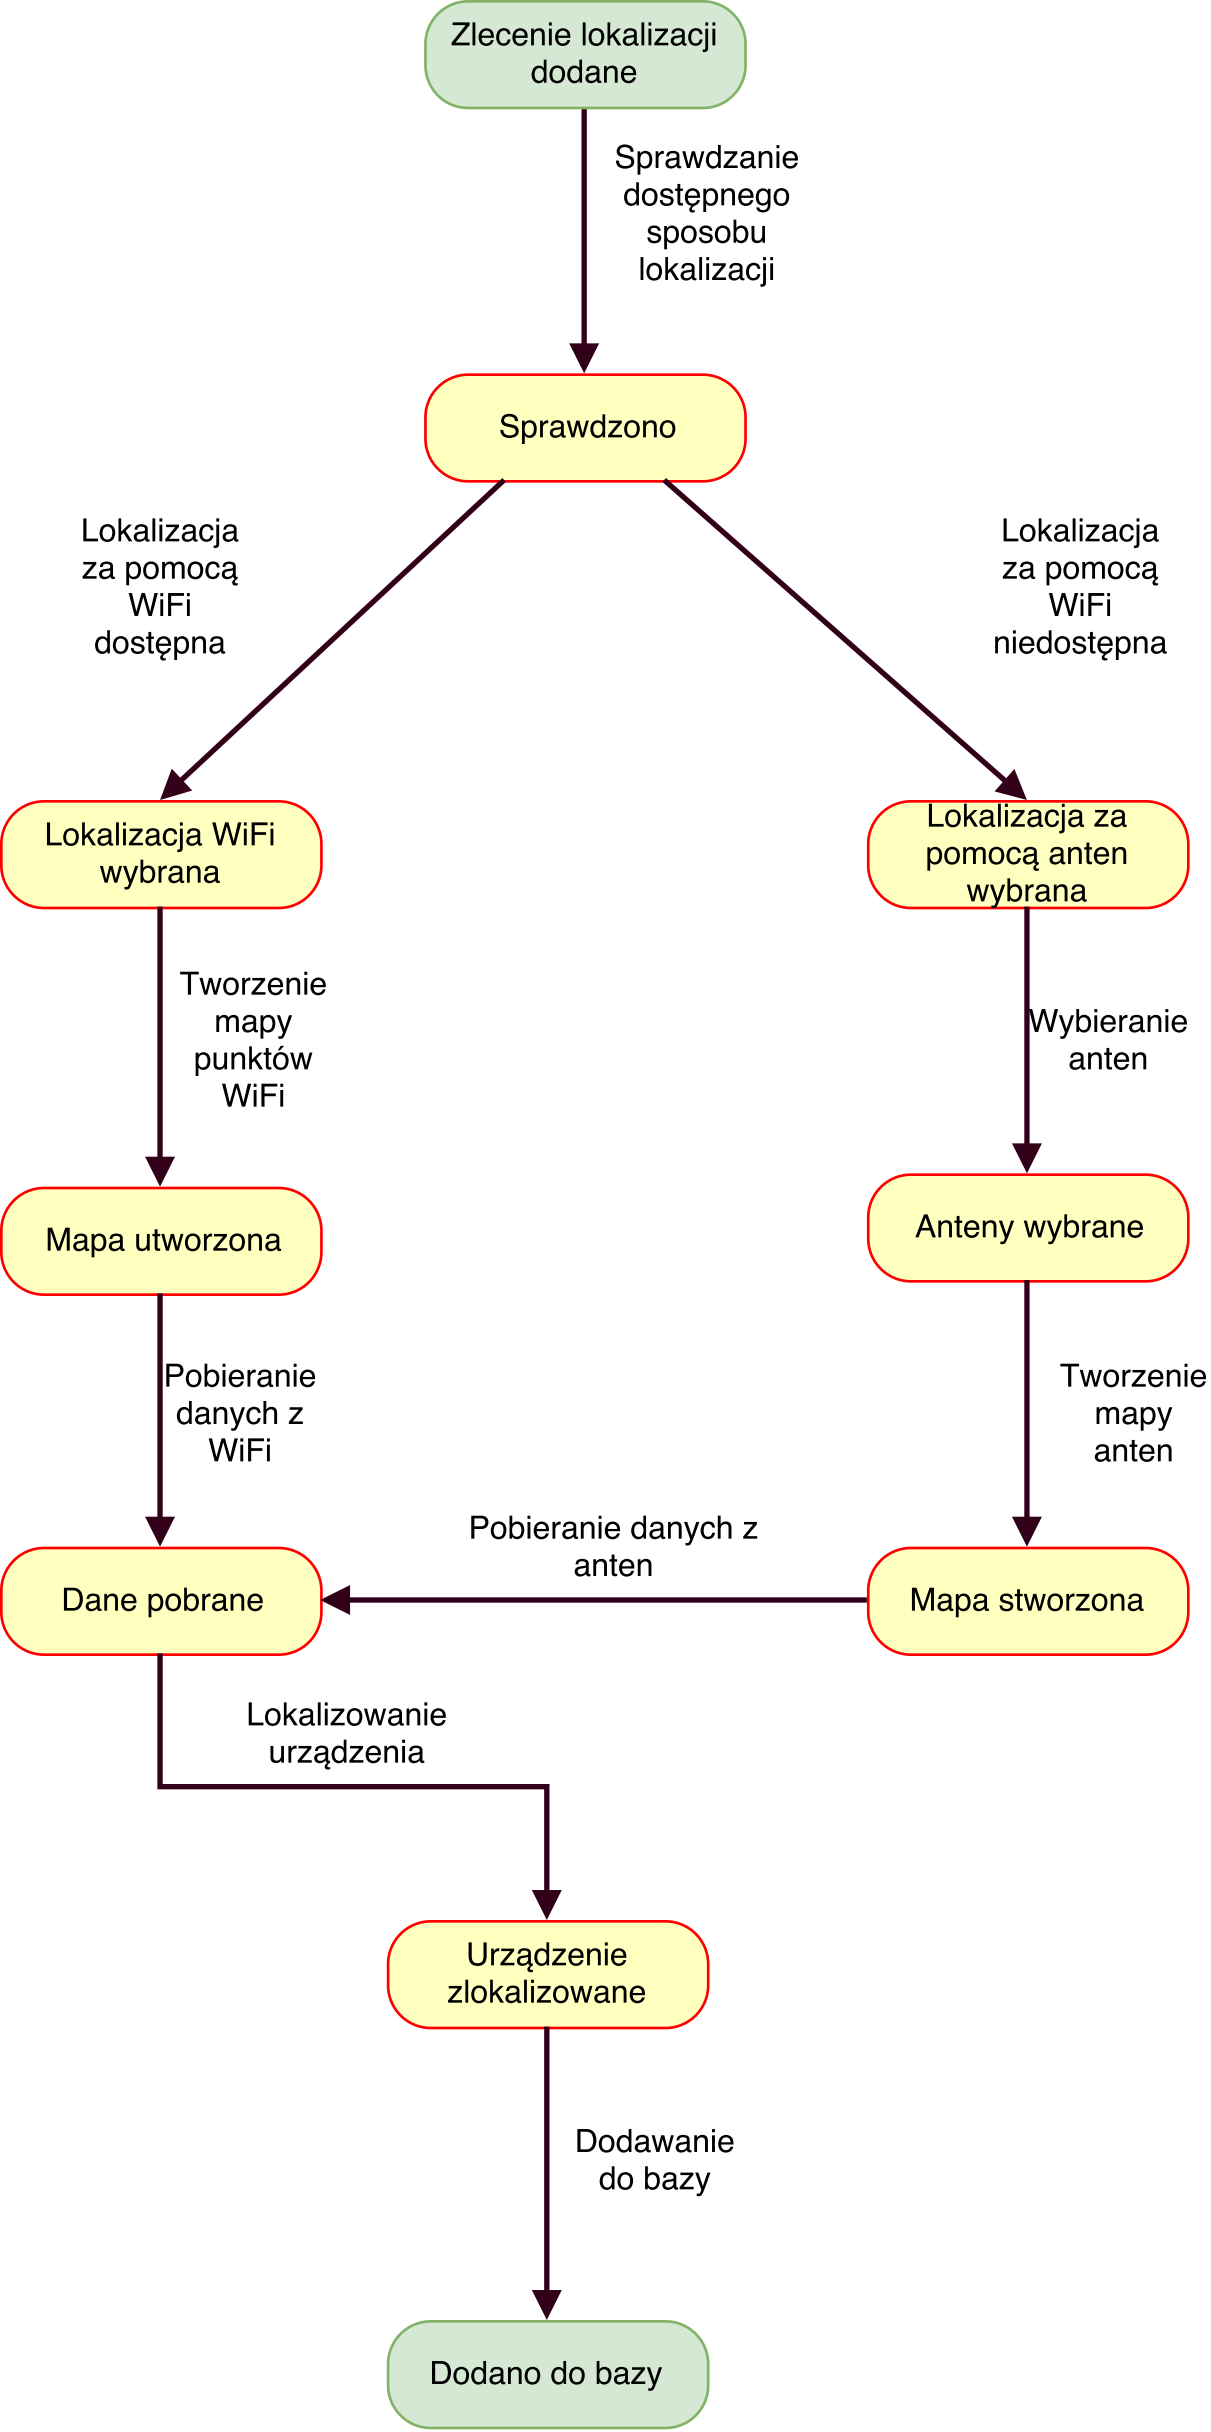 Zlecenie lokalizacji
dodane
Sprawdzanie
dostępnego
sposobu
lokalizacji
Sprawdzono
Lokalizacja
za pomocą
WiFi
dostępna
Lokalizacja
za pomocą
WiFi
niedostępna
Lokalizacja WiFi
wybrana
Lokalizacja za
pomocą anten
wybrana
Tworzenie
mapy
punktów
WiFi
Wybieranie
anten
Mapa utworzona
Anteny wybrane
Pobieranie
danych z
WiFi
Tworzenie
mapy
anten
Pobieranie danych z
anten
Dane pobrane
Mapa stworzona
Lokalizowanie
urządzenia
Urządzenie
zlokalizowane
Dodawanie
do bazy
Dodano do bazy